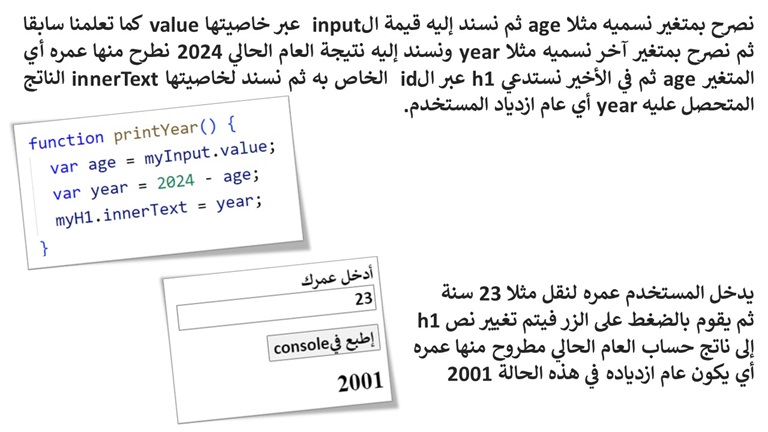 نصرح بمتغير نسميه مثلا age ثم نسند إليه قيمة الinput عبر خاصيتها value كما تعلمنا سابقا
ثم نصرح بمتغير آخر نسميه مثلا year ونسند إليه نتيجة العام الحالي 2024 نطرح منها عمره أي
المتغير age ثم في الأخير نستدعي h1 عبر الid الخاص به ثم نسند لخاصيتها innerText الناتج
المتحصل عليه year أي عام ازدياد المستخدم.
function printYear() {
var age = myInput.value;
var year = 2024 - age;
myH1.innerText = year;
}
أدخل عمرك
23
إطبع فيconsole
2001
يدخل المستخدم عمره لنقل مثلا 23 سنة
ثم يقوم بالضغط على الزر فيتم تغيير نص h1
إلى ناتج حساب العام الحالي مطروح منها عمره
أي يكون عام ازدياده في هذه الحالة 2001